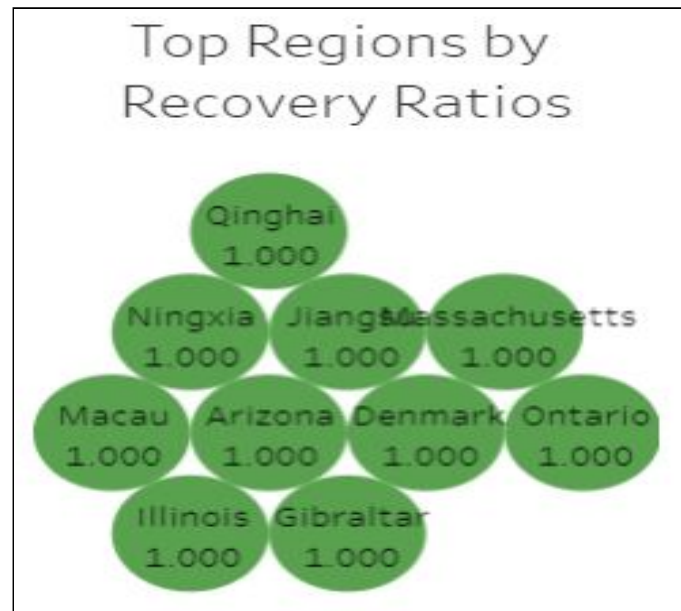 Top Regions by
Recovery Ratios
Qinghai
1.000
Ningxia Jiangsu Massachusetts
1.000 1.000 1.000
Macau Arizona Denmark Ontario
1.000 1.000 1.000 1.000
Illinois Gibraltar
1.000 1.000